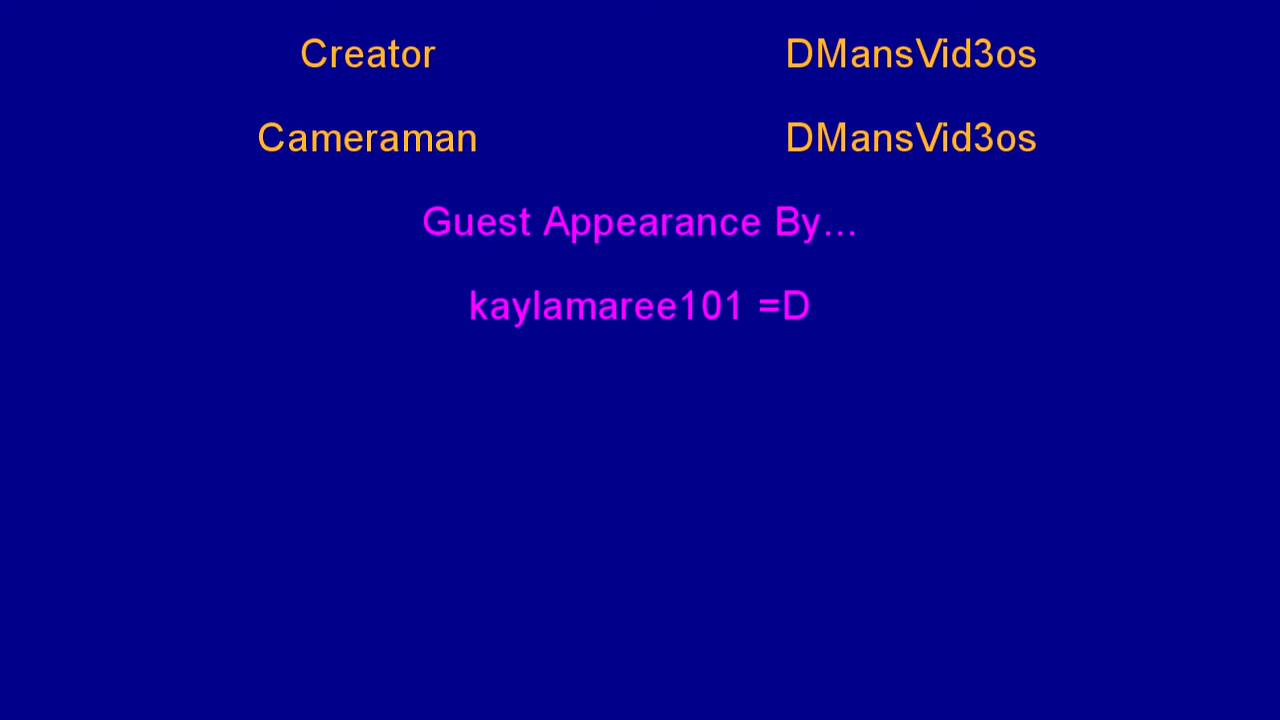 Creator DMansVid3os
Cameraman DMansVid3os
Guest Appearance By...
kaylamaree101 =D